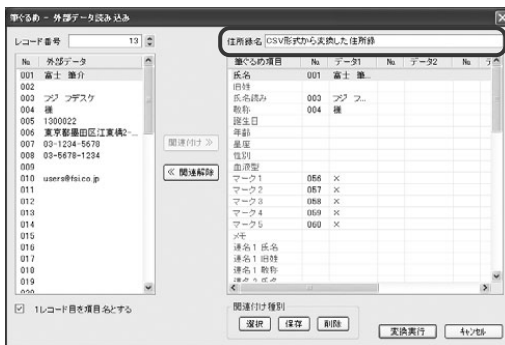 筆ぐるめ - 外部データ読み込み
レコード番号 13
住所録名 CSV形式から変換した住所録
No. 外部データ
001 富士 筆介
002
003 フジ フデスケ
004 様
005 1300022
006 東京都墨田区江東橋2-...
007 03-1234-5678
008 03-5678-1234
009
010 users@fsi.co.jp
011
012
013
014
015
016
017
018
019
関連付け ≫
≪ 関連解除
筆ぐるめ項目 No. データ1 No. データ2 No.
氏名 001 富士 筆...
旧姓
氏名読み 003 フジ フ...
敬称 004 様
誕生日
年齢
星座
性別
血液型
マーク1 056 ×
マーク2 057 ×
マーク3 058 ×
マーク4 059 ×
マーク5 060 ×
メモ
連名1 氏名
連名1 旧姓
連名1 敬称
1レコード目を項目名とする
関連付け種別
選択 保存 削除
変換実行 キャンセル